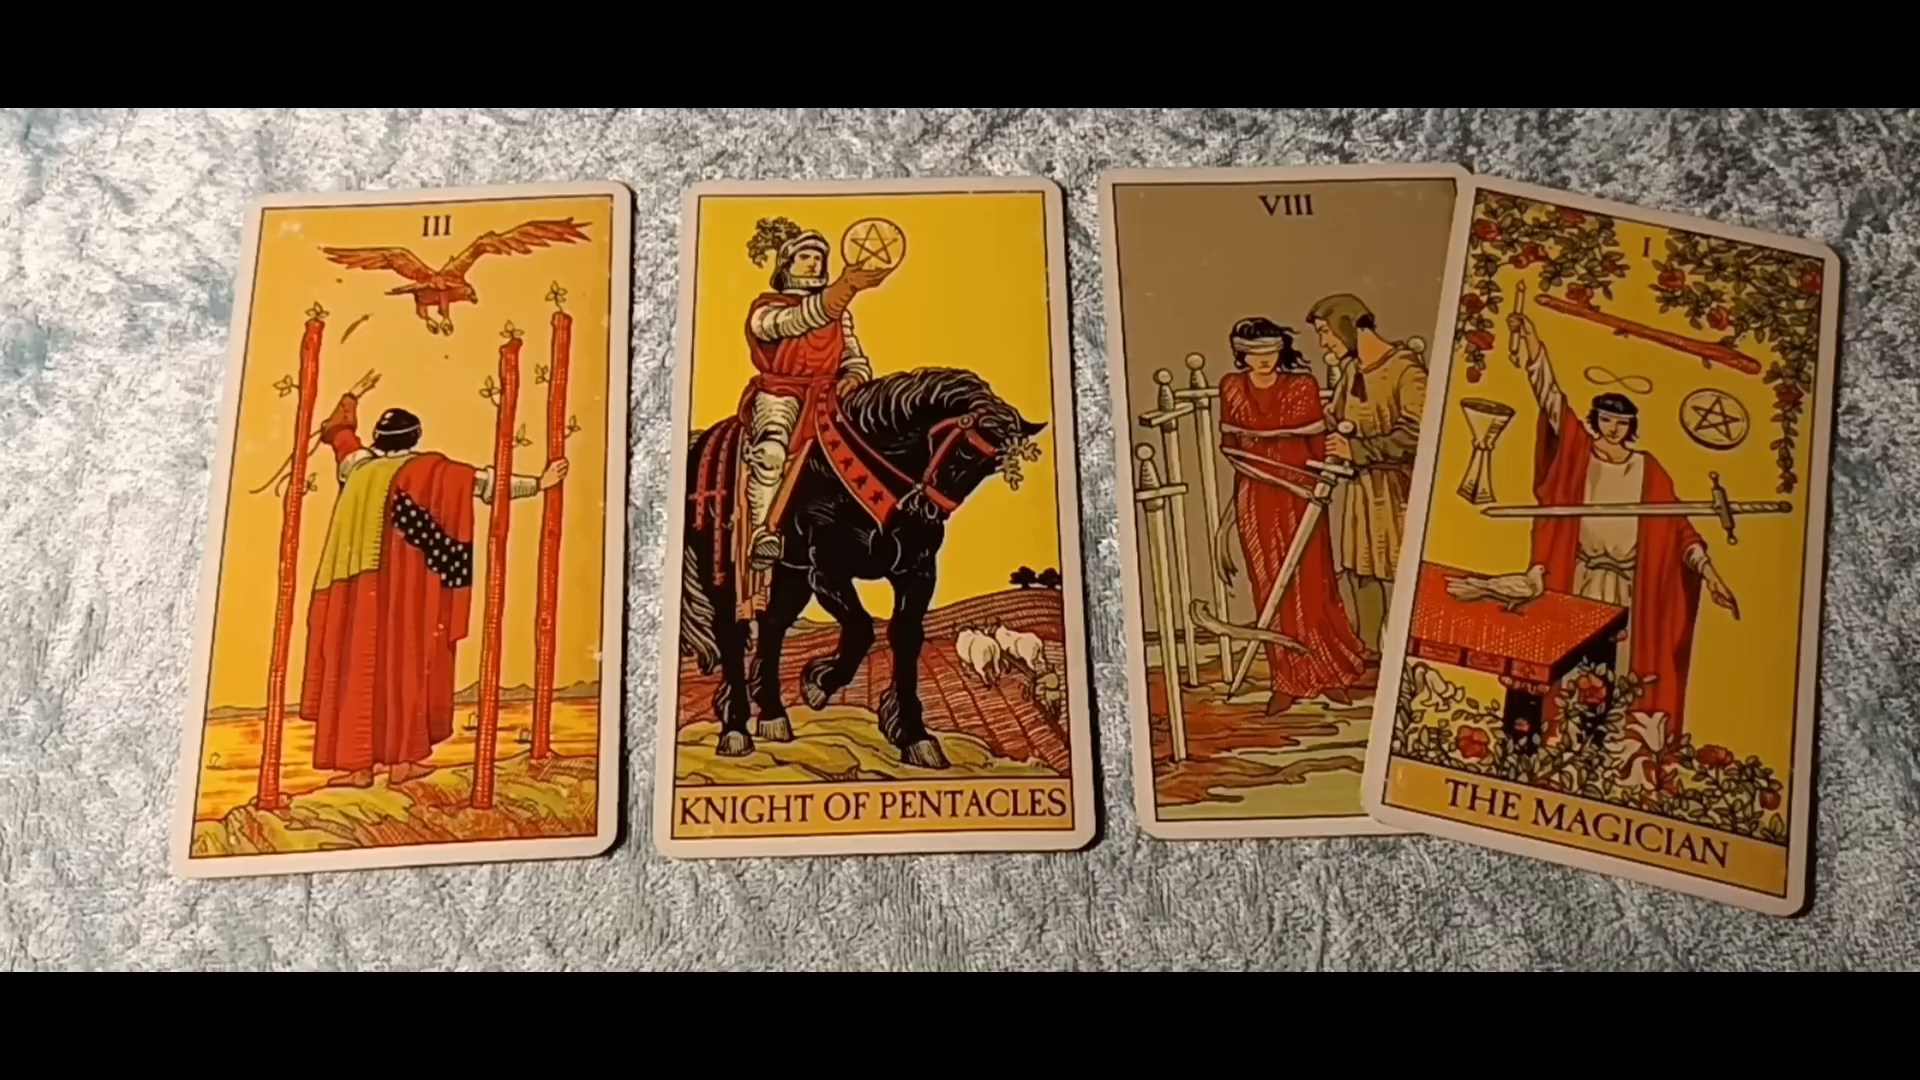 III
KNIGHT OF PENTACLES
VIII
I
THE MAGICIAN